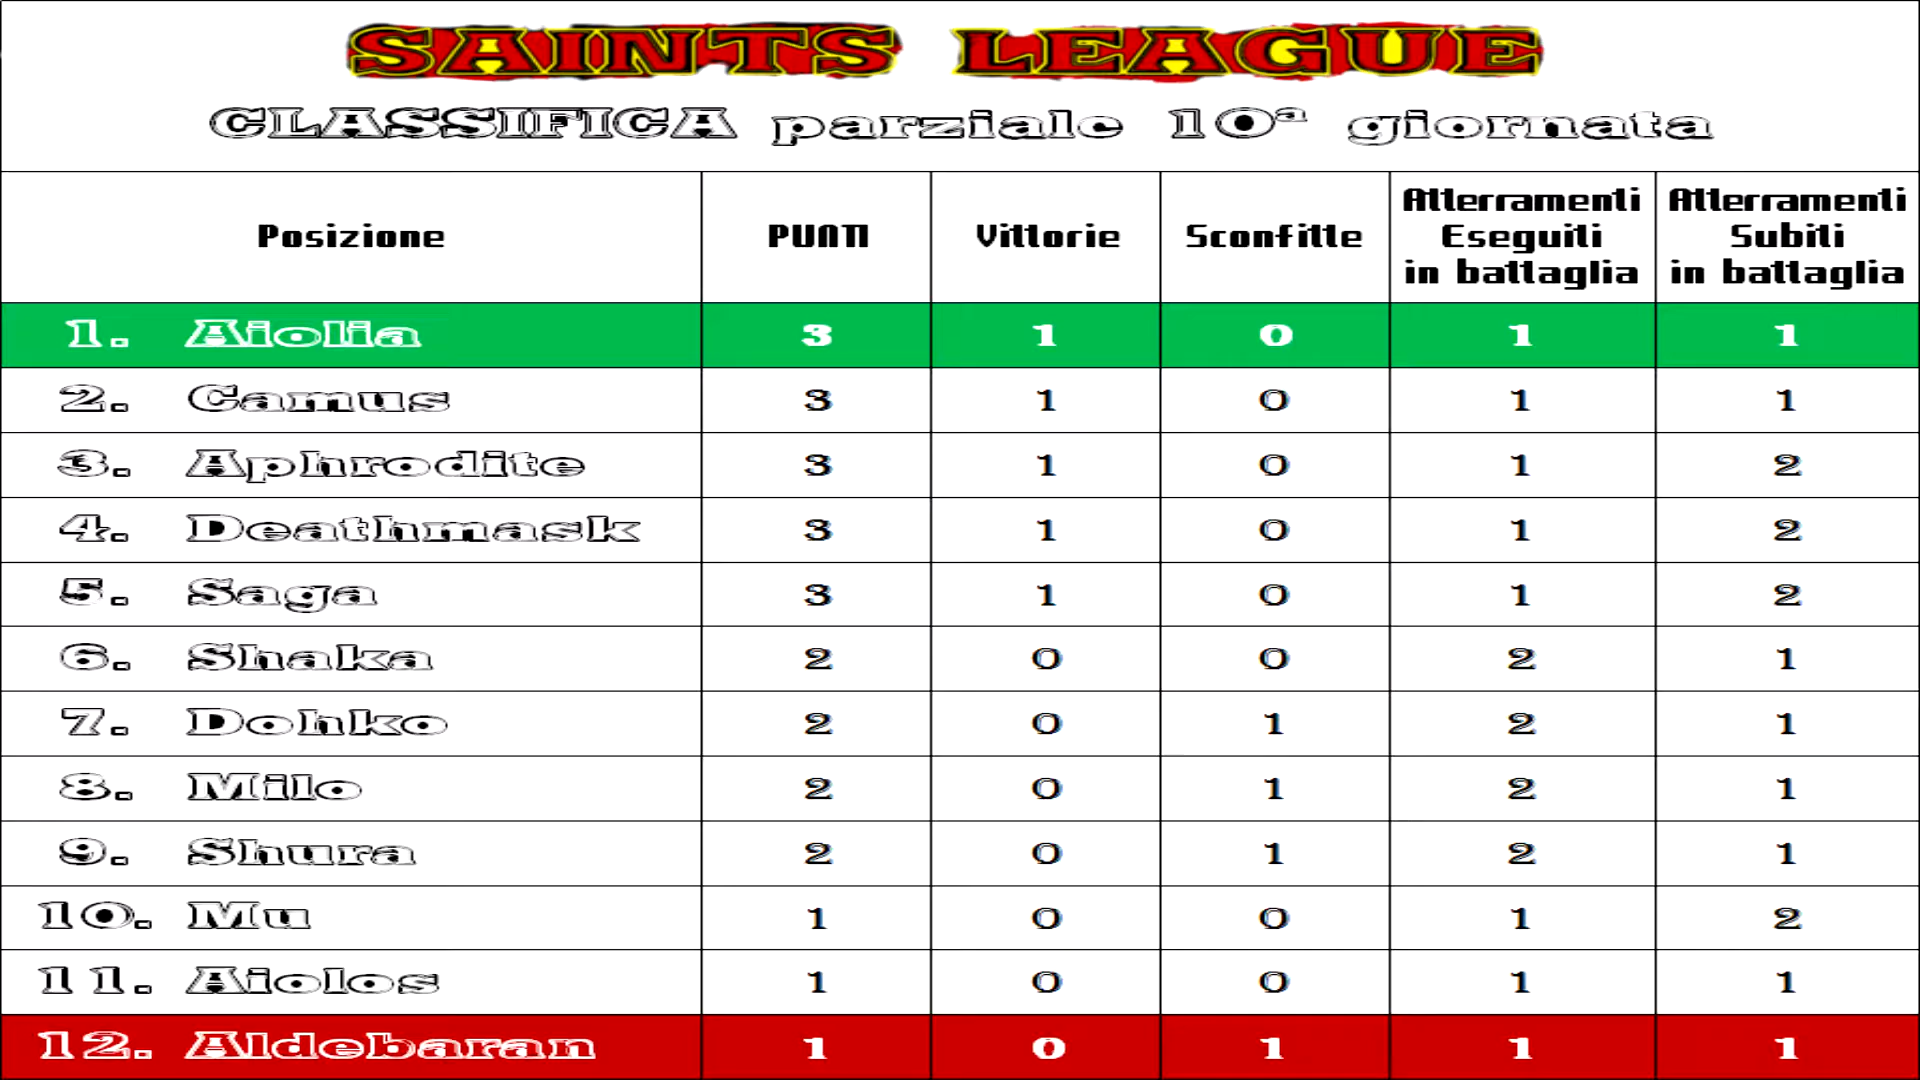 SAINTS LEAGUE
CLASSIFICA parziale 10ª giornata
Posizione PUNTI Vittorie Sconfitte Atterramenti Eseguiti in battaglia Atterramenti Subiti in battaglia
1. Aiolia 3 1 0 1 1
2. Camus 3 1 0 1 1
3. Aphrodite 3 1 0 1 2
4. Deathmask 3 1 0 1 2
5. Saga 3 1 0 1 2
6. Shaka 2 0 0 2 1
7. Dohko 2 0 1 2 1
8. Milo 2 0 1 2 1
9. Shura 2 0 1 2 1
10. Mu 1 0 0 1 2
11. Aiolos 1 0 0 1 1
12. Aldebaran 1 0 1 1 1